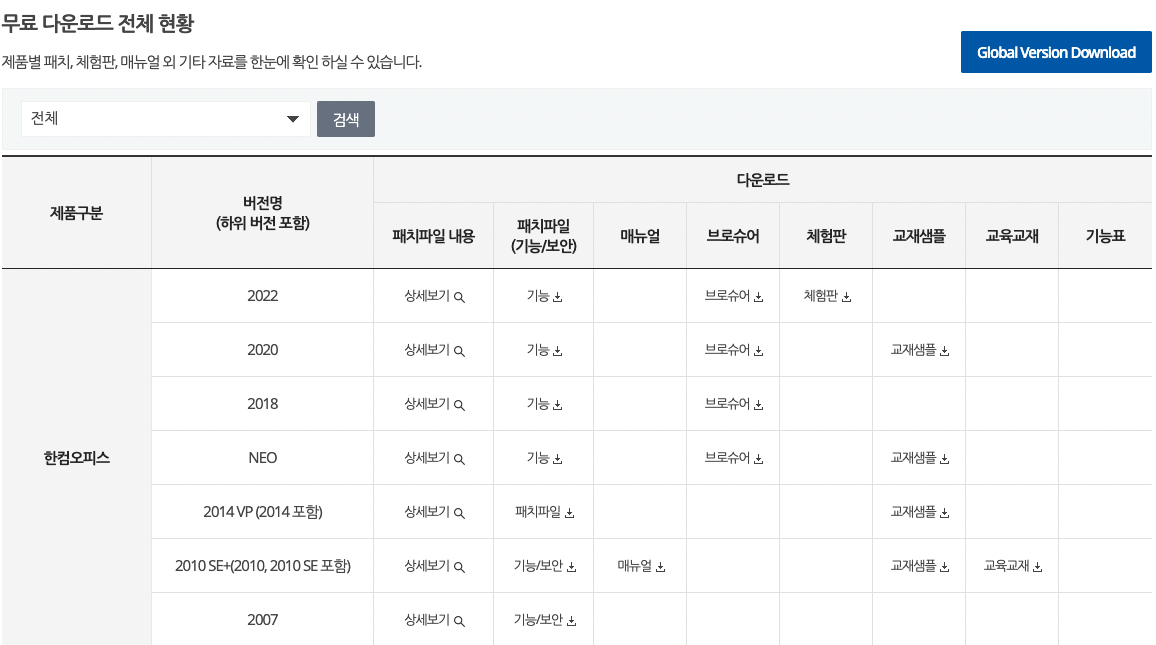 무료 다운로드 전체 현황
제품별 패치, 체험판, 매뉴얼 외 기타 자료를 한눈에 확인 하실 수 있습니다.
Global Version Download
전체
검색
제품구분
버전명
(하위 버전 포함)
다운로드
패치파일 내용
패치파일
(기능/보안)
매뉴얼
브로슈어
체험판
교재샘플
교육교재
기능표
한컴오피스
2022 상세보기 기능 브로슈어 체험판
2020 상세보기 기능 브로슈어 교재샘플
2018 상세보기 기능 브로슈어
NEO 상세보기 기능 브로슈어 교재샘플
2014 VP (2014 포함) 상세보기 패치파일 교재샘플
2010 SE+(2010, 2010 SE 포함) 상세보기 기능/보안 매뉴얼 교재샘플 교육교재
2007 상세보기 기능/보안